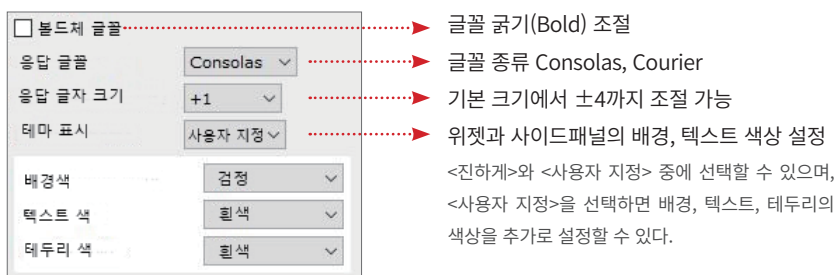 볼드체 글꼴
글꼴 굵기(Bold) 조절
응답 글꼴
Consolas
글꼴 종류 Consolas, Courier
응답 글자 크기
+1
기본 크기에서 ±4까지 조절 가능
테마 표시
사용자 지정
위젯과 사이드패널의 배경, 텍스트 색상 설정
<진하게>와 <사용자 지정> 중에 선택할 수 있으며,
<사용자 지정>을 선택하면 배경, 텍스트, 테두리의
색상을 추가로 설정할 수 있다.
배경색
검정
텍스트 색
흰색
테두리 색
흰색